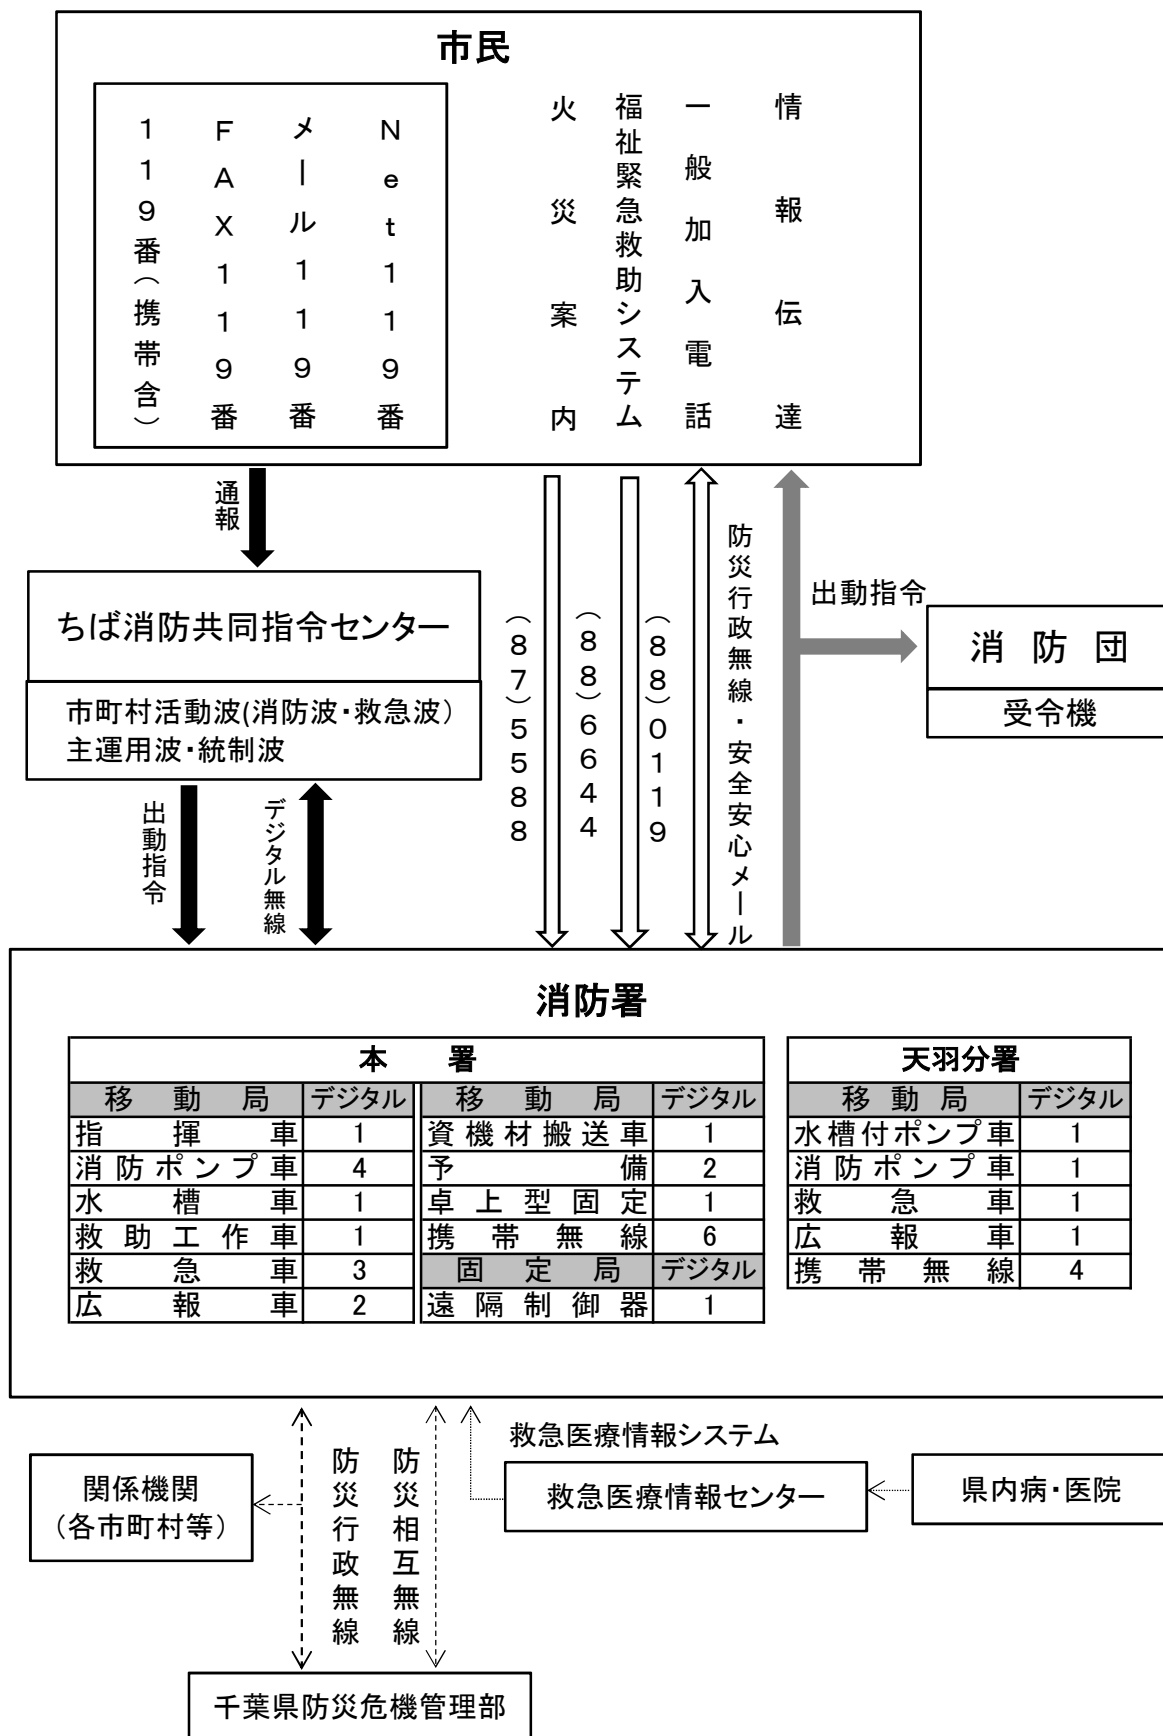 市民
119番(携帯含)
FAX119番
メール119番
Net119番
火災案内
福祉緊急救助システム
一般加入電話
情報伝達
通報
ちば消防共同指令センター
市町村活動波(消防波・救急波)
主運用波・統制波
出動指令
デジタル無線
(87)5588
(88)6644
(88)0119
防災行政無線・安全安心メール
出動指令
消防団
受令機
消防署
本署
移動局 デジタル 移動局 デジタル
指揮車 1 資機材搬送車 1
消防ポンプ車 4 予備 2
水槽車 1 卓上型固定 1
救助工作車 1 携帯無線 6
救急車 3 固定局 デジタル
広報車 2 遠隔制御器 1
天羽分署
移動局 デジタル
水槽付ポンプ車 1
消防ポンプ車 1
救急車 1
広報車 1
携帯無線 4
関係機関
(各市町村等)
防災行政無線
防災相互無線
救急医療情報システム
救急医療情報センター
県内病・医院
千葉県防災危機管理部